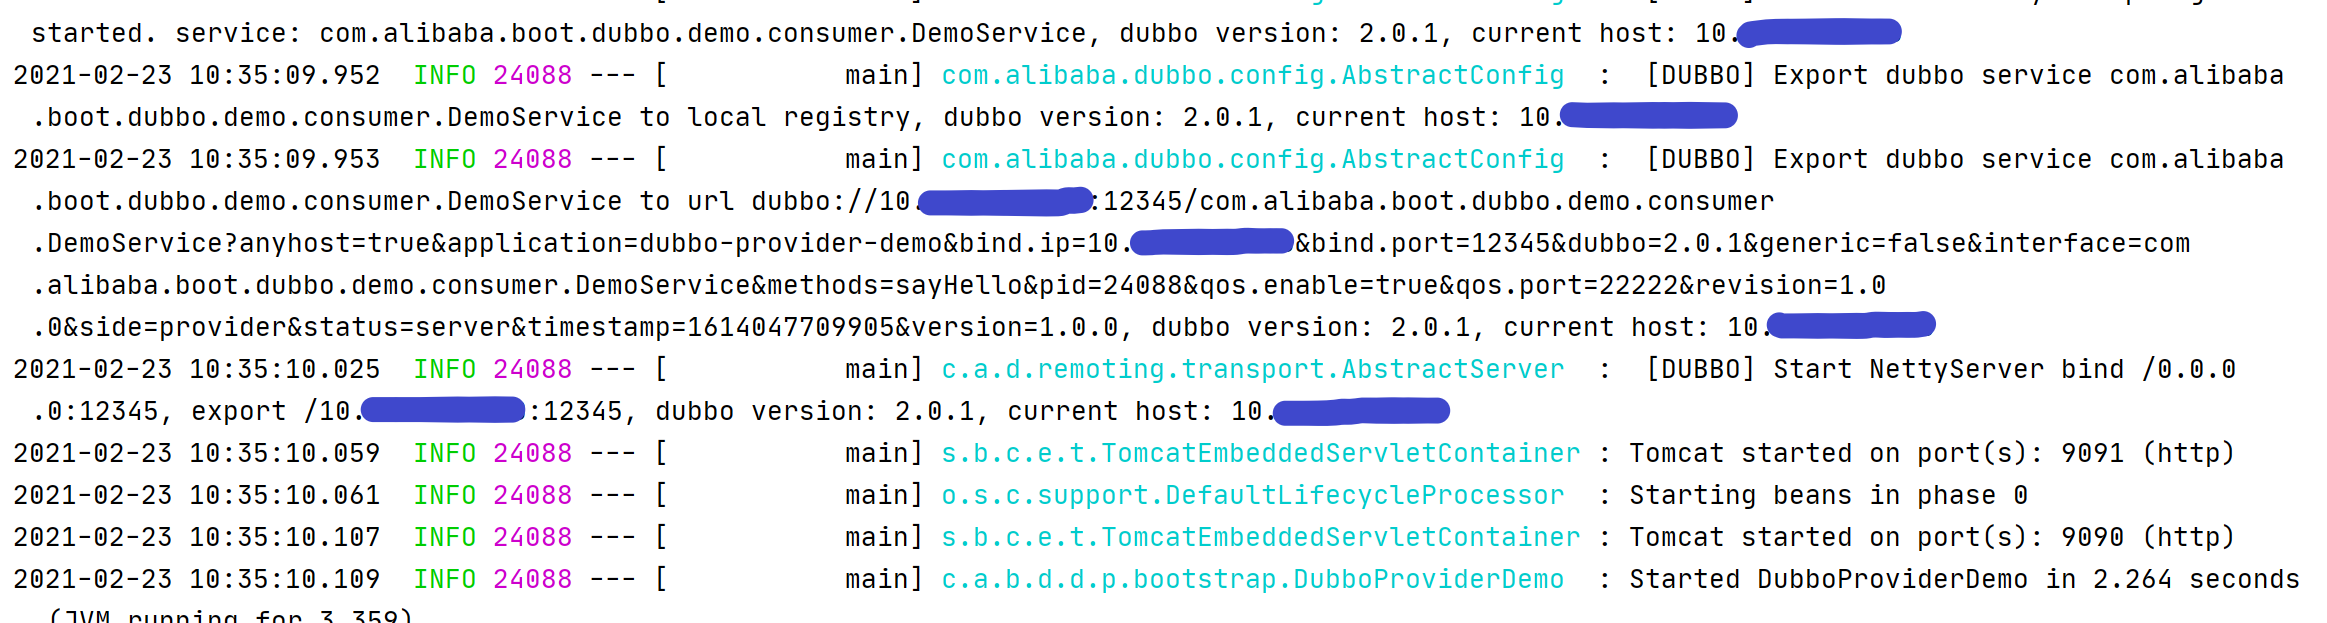 started. service: com.alibaba.boot.dubbo.demo.consumer.DemoService, dubbo version: 2.0.1, current host: 10.
2021-02-23 10:35:09.952  INFO 24088 --- [           main] com.alibaba.dubbo.config.AbstractConfig  :  [DUBBO] Export dubbo service com.alibaba
.boot.dubbo.demo.consumer.DemoService to local registry, dubbo version: 2.0.1, current host: 10.
2021-02-23 10:35:09.953  INFO 24088 --- [           main] com.alibaba.dubbo.config.AbstractConfig  :  [DUBBO] Export dubbo service com.alibaba
.boot.dubbo.demo.consumer.DemoService to url dubbo://10. :12345/com.alibaba.boot.dubbo.demo.consumer
.DemoService?anyhost=true&application=dubbo-provider-demo&bind.ip=10. &bind.port=12345&dubbo=2.0.1&generic=false&interface=com
.alibaba.boot.dubbo.demo.consumer.DemoService&methods=sayHello&pid=24088&qos.enable=true&qos.port=22222&revision=1.0
.0&side=provider&status=server&timestamp=1614047709905&version=1.0.0, dubbo version: 2.0.1, current host: 10.
2021-02-23 10:35:10.025  INFO 24088 --- [           main] c.a.d.remoting.transport.AbstractServer  :  [DUBBO] Start NettyServer bind /0.0.0
.0:12345, export /10. :12345, dubbo version: 2.0.1, current host: 10.
2021-02-23 10:35:10.059  INFO 24088 --- [           main] s.b.c.e.t.TomcatEmbeddedServletContainer : Tomcat started on port(s): 9091 (http)
2021-02-23 10:35:10.061  INFO 24088 --- [           main] o.s.c.support.DefaultLifecycleProcessor  : Starting beans in phase 0
2021-02-23 10:35:10.107  INFO 24088 --- [           main] s.b.c.e.t.TomcatEmbeddedServletContainer : Tomcat started on port(s): 9090 (http)
2021-02-23 10:35:10.109  INFO 24088 --- [           main] c.a.b.d.d.p.bootstrap.DubboProviderDemo  : Started DubboProviderDemo in 2.264 seconds
(JVM running for 3.359)